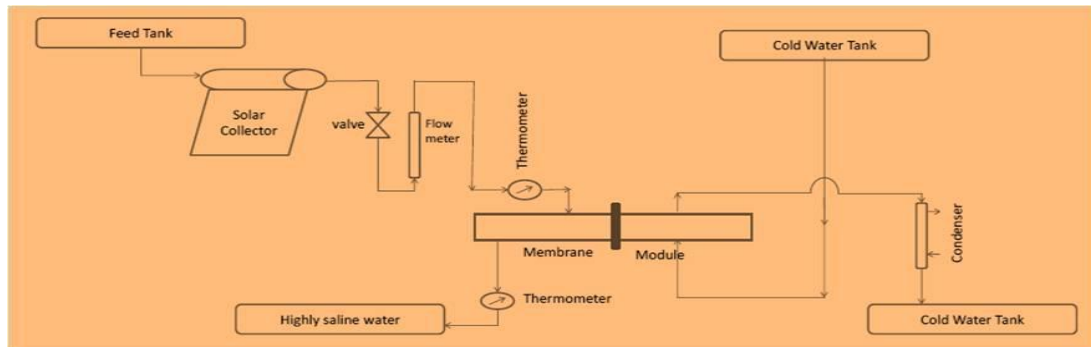 Feed Tank
Cold Water Tank
Solar
Collector
valve
Flow
meter
Thermometer
Membrane
Module
Condenser
Thermometer
Highly saline water
Cold Water Tank